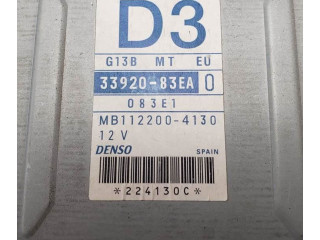 D3
G13B MT EU
33920-83EA 0
083E1
MB112200-4130
12V
DENSO SPAIN
*224130C*